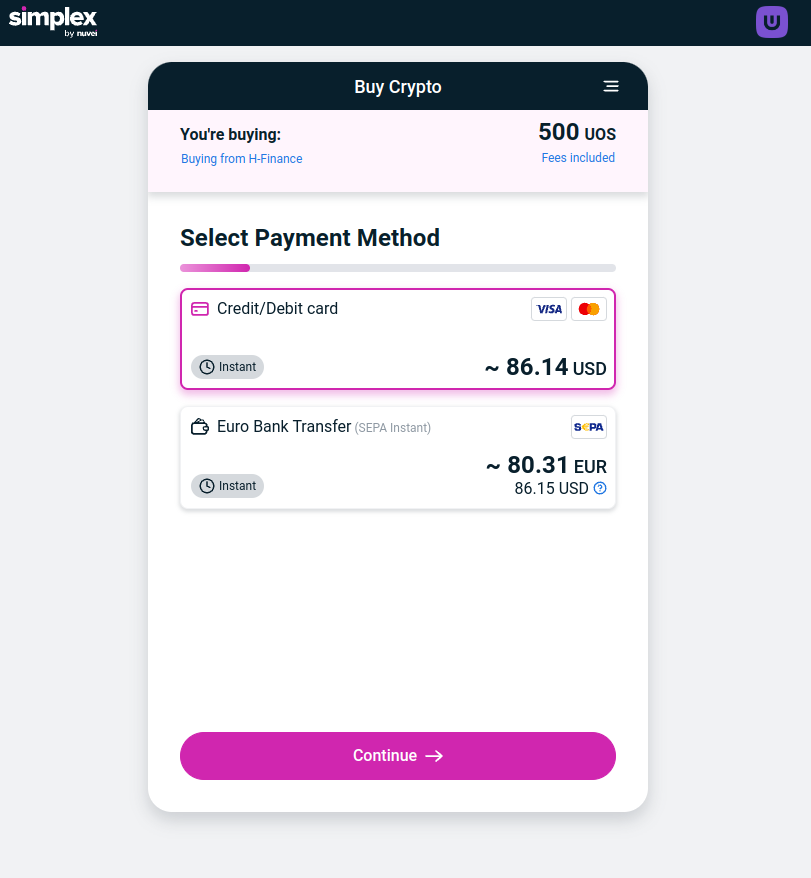 simplex
by nuvei
Buy Crypto
You're buying:
500 UOS
Buying from H-Finance
Fees included
Select Payment Method
Credit/Debit card
VISA
Instant
~ 86.14 USD
Euro Bank Transfer (SEPA Instant)
SEPA
~ 80.31 EUR
Instant
86.15 USD ?
Continue →